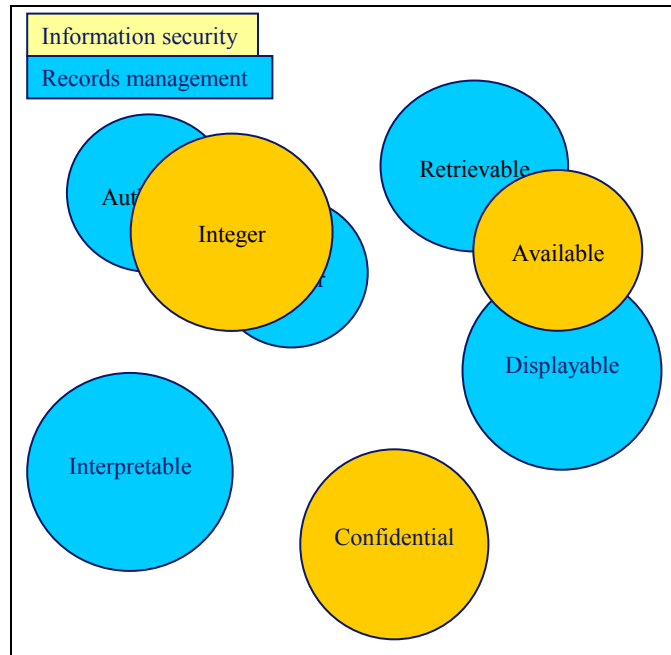 Information security
Records management
Retrievable
Integer
Available
Displayable
Interpretable
Confidential